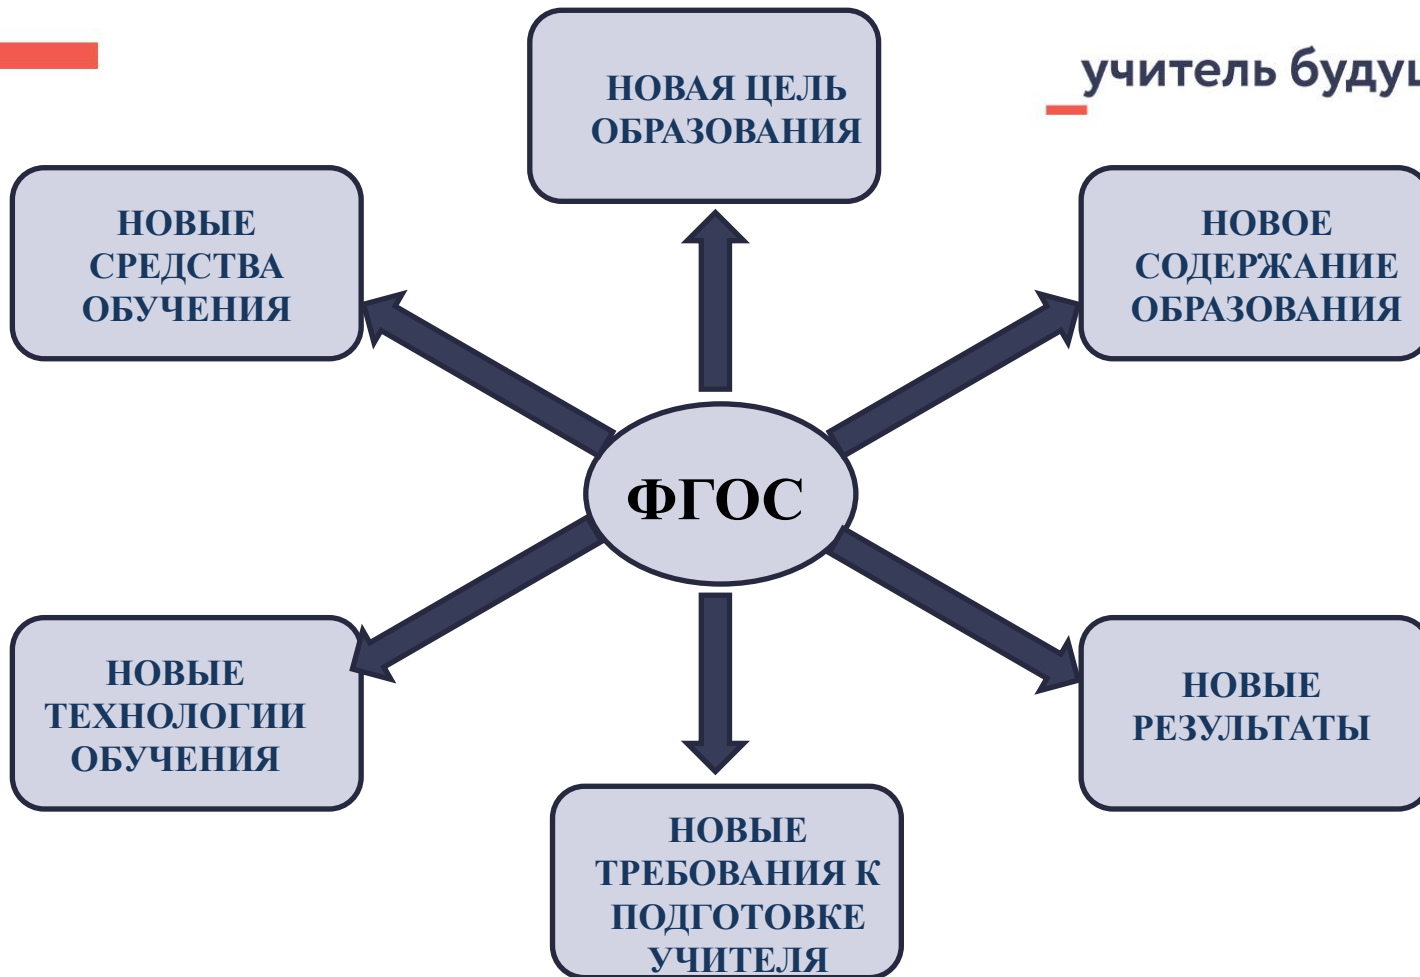 учитель будущ
НОВАЯ ЦЕЛЬ
ОБРАЗОВАНИЯ
НОВЫЕ
СРЕДСТВА
ОБУЧЕНИЯ
НОВОЕ
СОДЕРЖАНИЕ
ОБРАЗОВАНИЯ
ФГОС
НОВЫЕ
ТЕХНОЛОГИИ
ОБУЧЕНИЯ
НОВЫЕ
РЕЗУЛЬТАТЫ
НОВЫЕ
ТРЕБОВАНИЯ К
ПОДГОТОВКЕ
УЧИТЕЛЯ